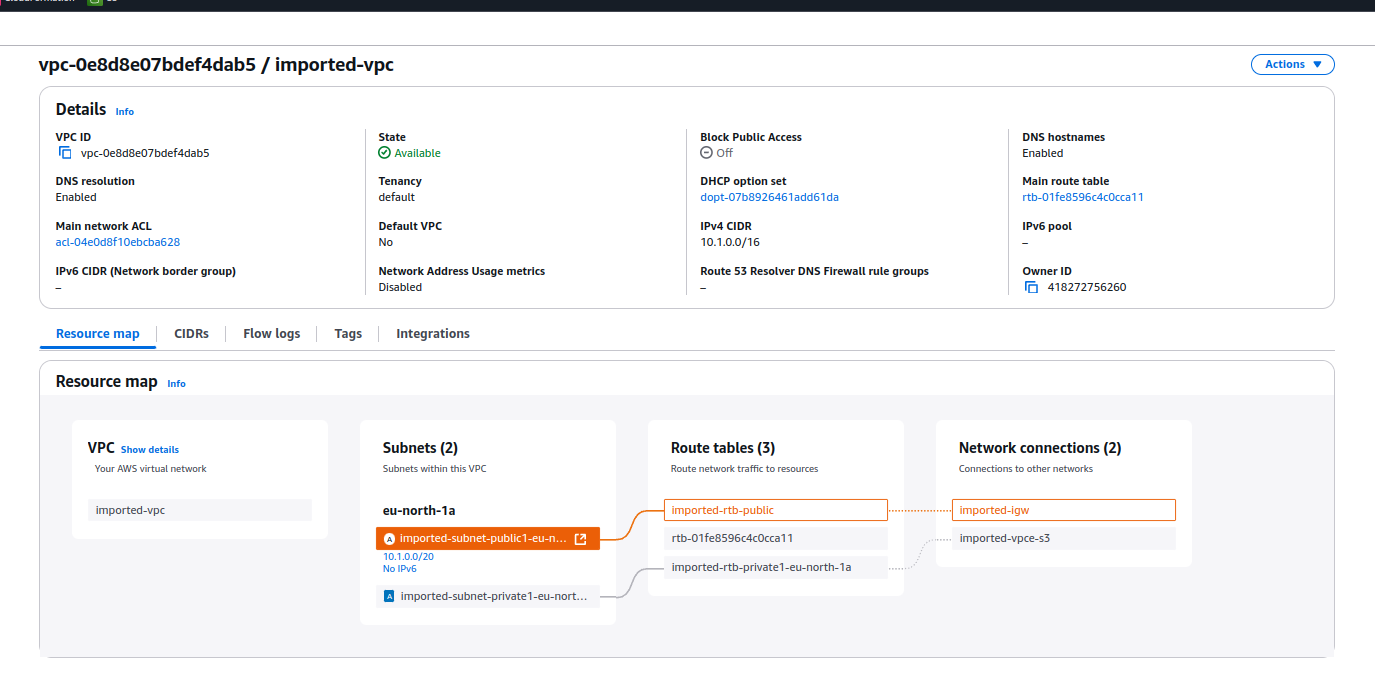 vpc-0e8d8e07bdef4dab5 / imported-vpc
Actions
Details Info
VPC ID
vpc-0e8d8e07bdef4dab5
State
Available
Block Public Access
Off
DNS hostnames
Enabled
DNS resolution
Enabled
Tenancy
default
DHCP option set
dopt-07b8926461add61da
Main route table
rtb-01fe8596c4c0cca11
Main network ACL
acl-04e0d8f10ebcba628
Default VPC
No
IPv4 CIDR
10.1.0.0/16
IPv6 pool
–
IPv6 CIDR (Network border group)
–
Network Address Usage metrics
Disabled
Route 53 Resolver DNS Firewall rule groups
–
Owner ID
418272756260
Resource map
CIDRs
Flow logs
Tags
Integrations
Resource map Info
VPC Show details
Your AWS virtual network
imported-vpc
Subnets (2)
Subnets within this VPC
eu-north-1a
A imported-subnet-public1-eu-n...
10.1.0.0/20
No IPv6
A imported-subnet-private1-eu-nort...
Route tables (3)
Route network traffic to resources
imported-rtb-public
rtb-01fe8596c4c0cca11
imported-rtb-private1-eu-north-1a
Network connections (2)
Connections to other networks
imported-igw
imported-vpce-s3